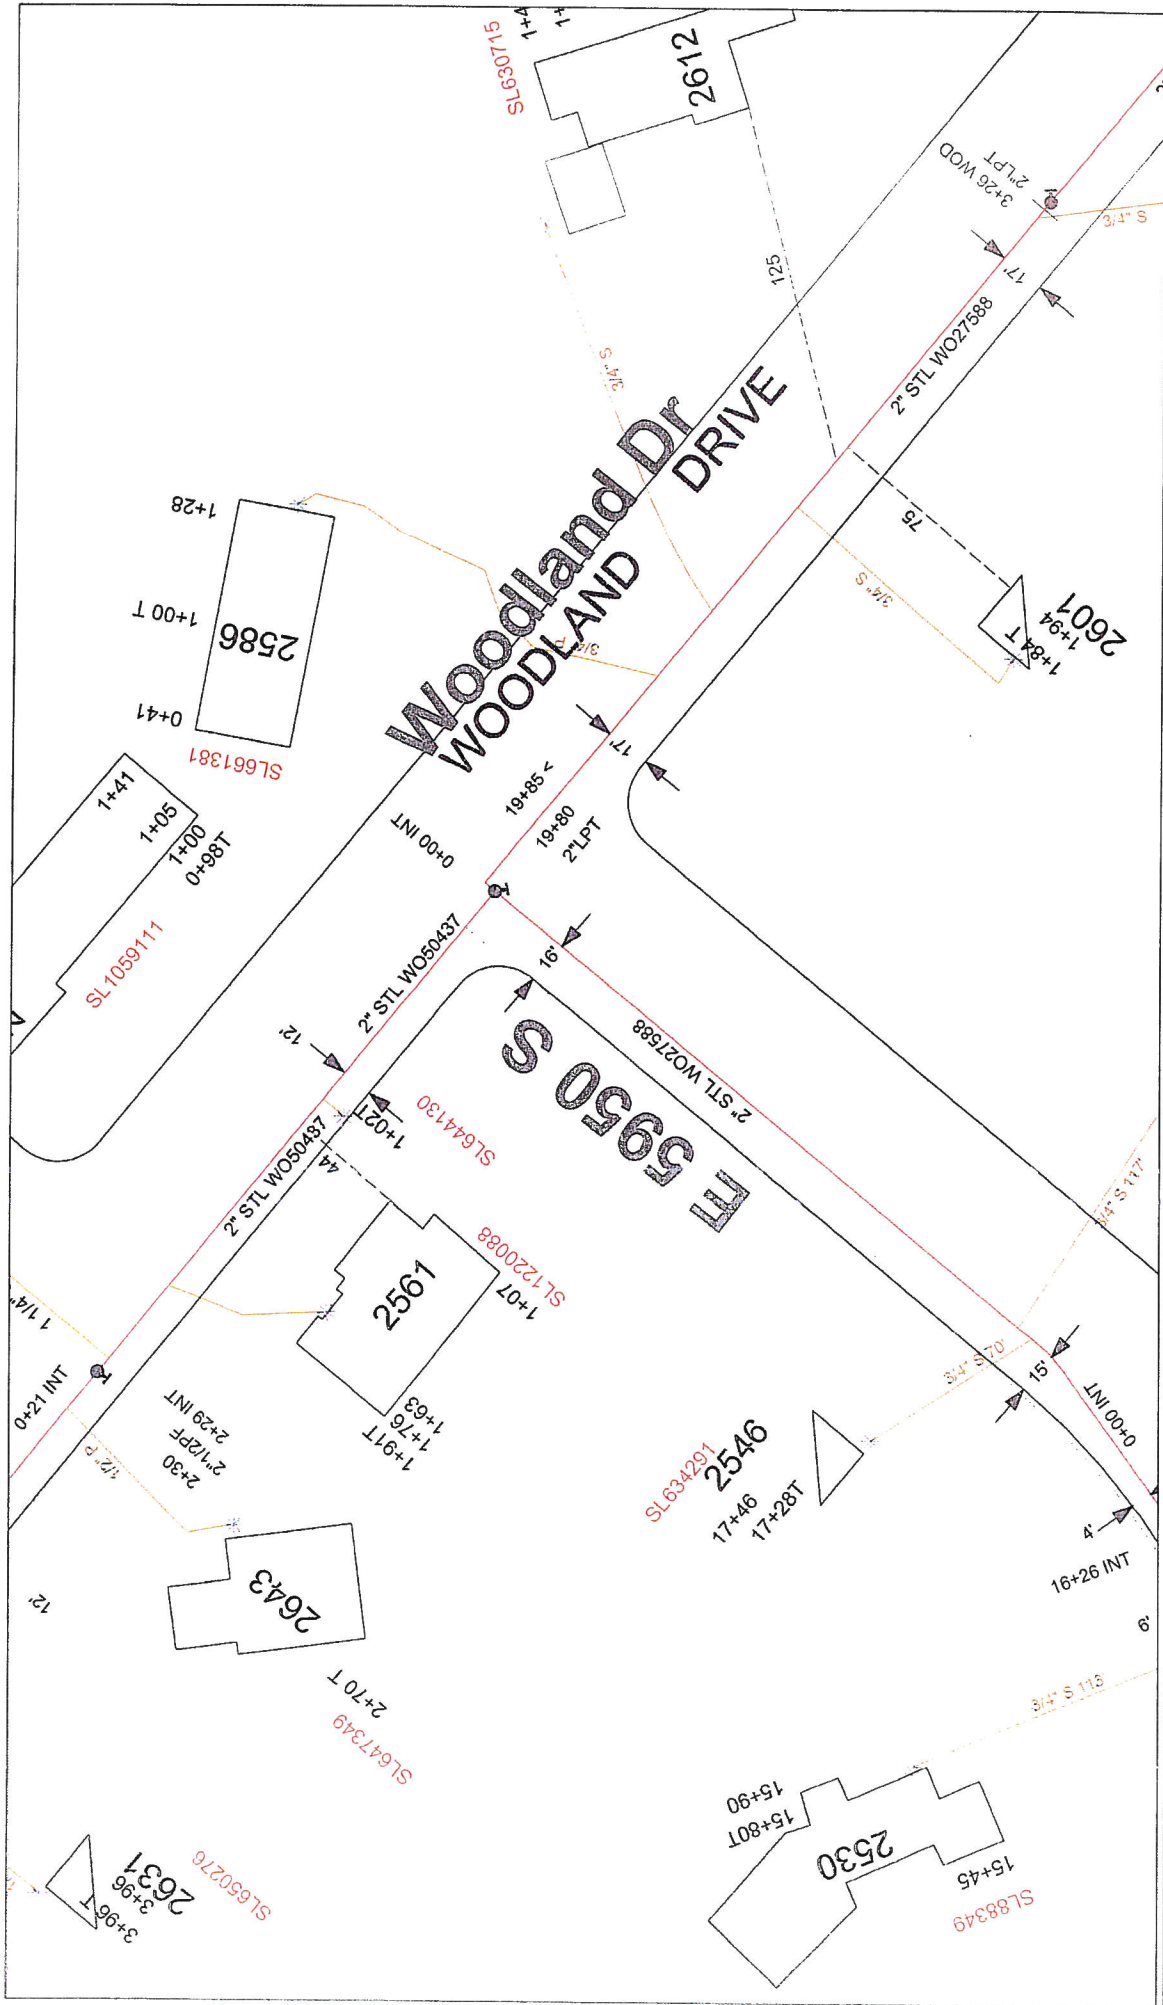 SL630715
1+4
1+
2612
3+26 WOD
2"LPT
3/4" S
17'
125
2" STL WO27588
3/4" S
Woodland Dr
WOODLAND
DRIVE
75
3/4" S
1+84 T
1+94
2601
1+28
1+00 T
0+41
2586
SL661381
3/4" P
17'
19+85 <
19+80
2"LPT
0+00 INT
1+41
1+05
1+00
0+98T
SL1059111
2" STL WO50437
12'
16'
2" STL WO27588
E 5950 S
2" STL WO50437
1+02T
44
SL644130
2561
SL1220088
1+07
1+91T
1+76
1+63
1 1/4"
0+21 INT
1/2" P
2+30
2"1/2PF
2+29 INT
12'
2643
2+70 T
SL647349
3/4" S 117'
3/4" S 70'
15'
0+00 INT
SL634291
2546
17+46
17+28T
4'
16+26 INT
6'
3/4" S 113'
15+90
15+80T
2530
15+45
SL88349
3+96 T
3+96
2631
SL650276